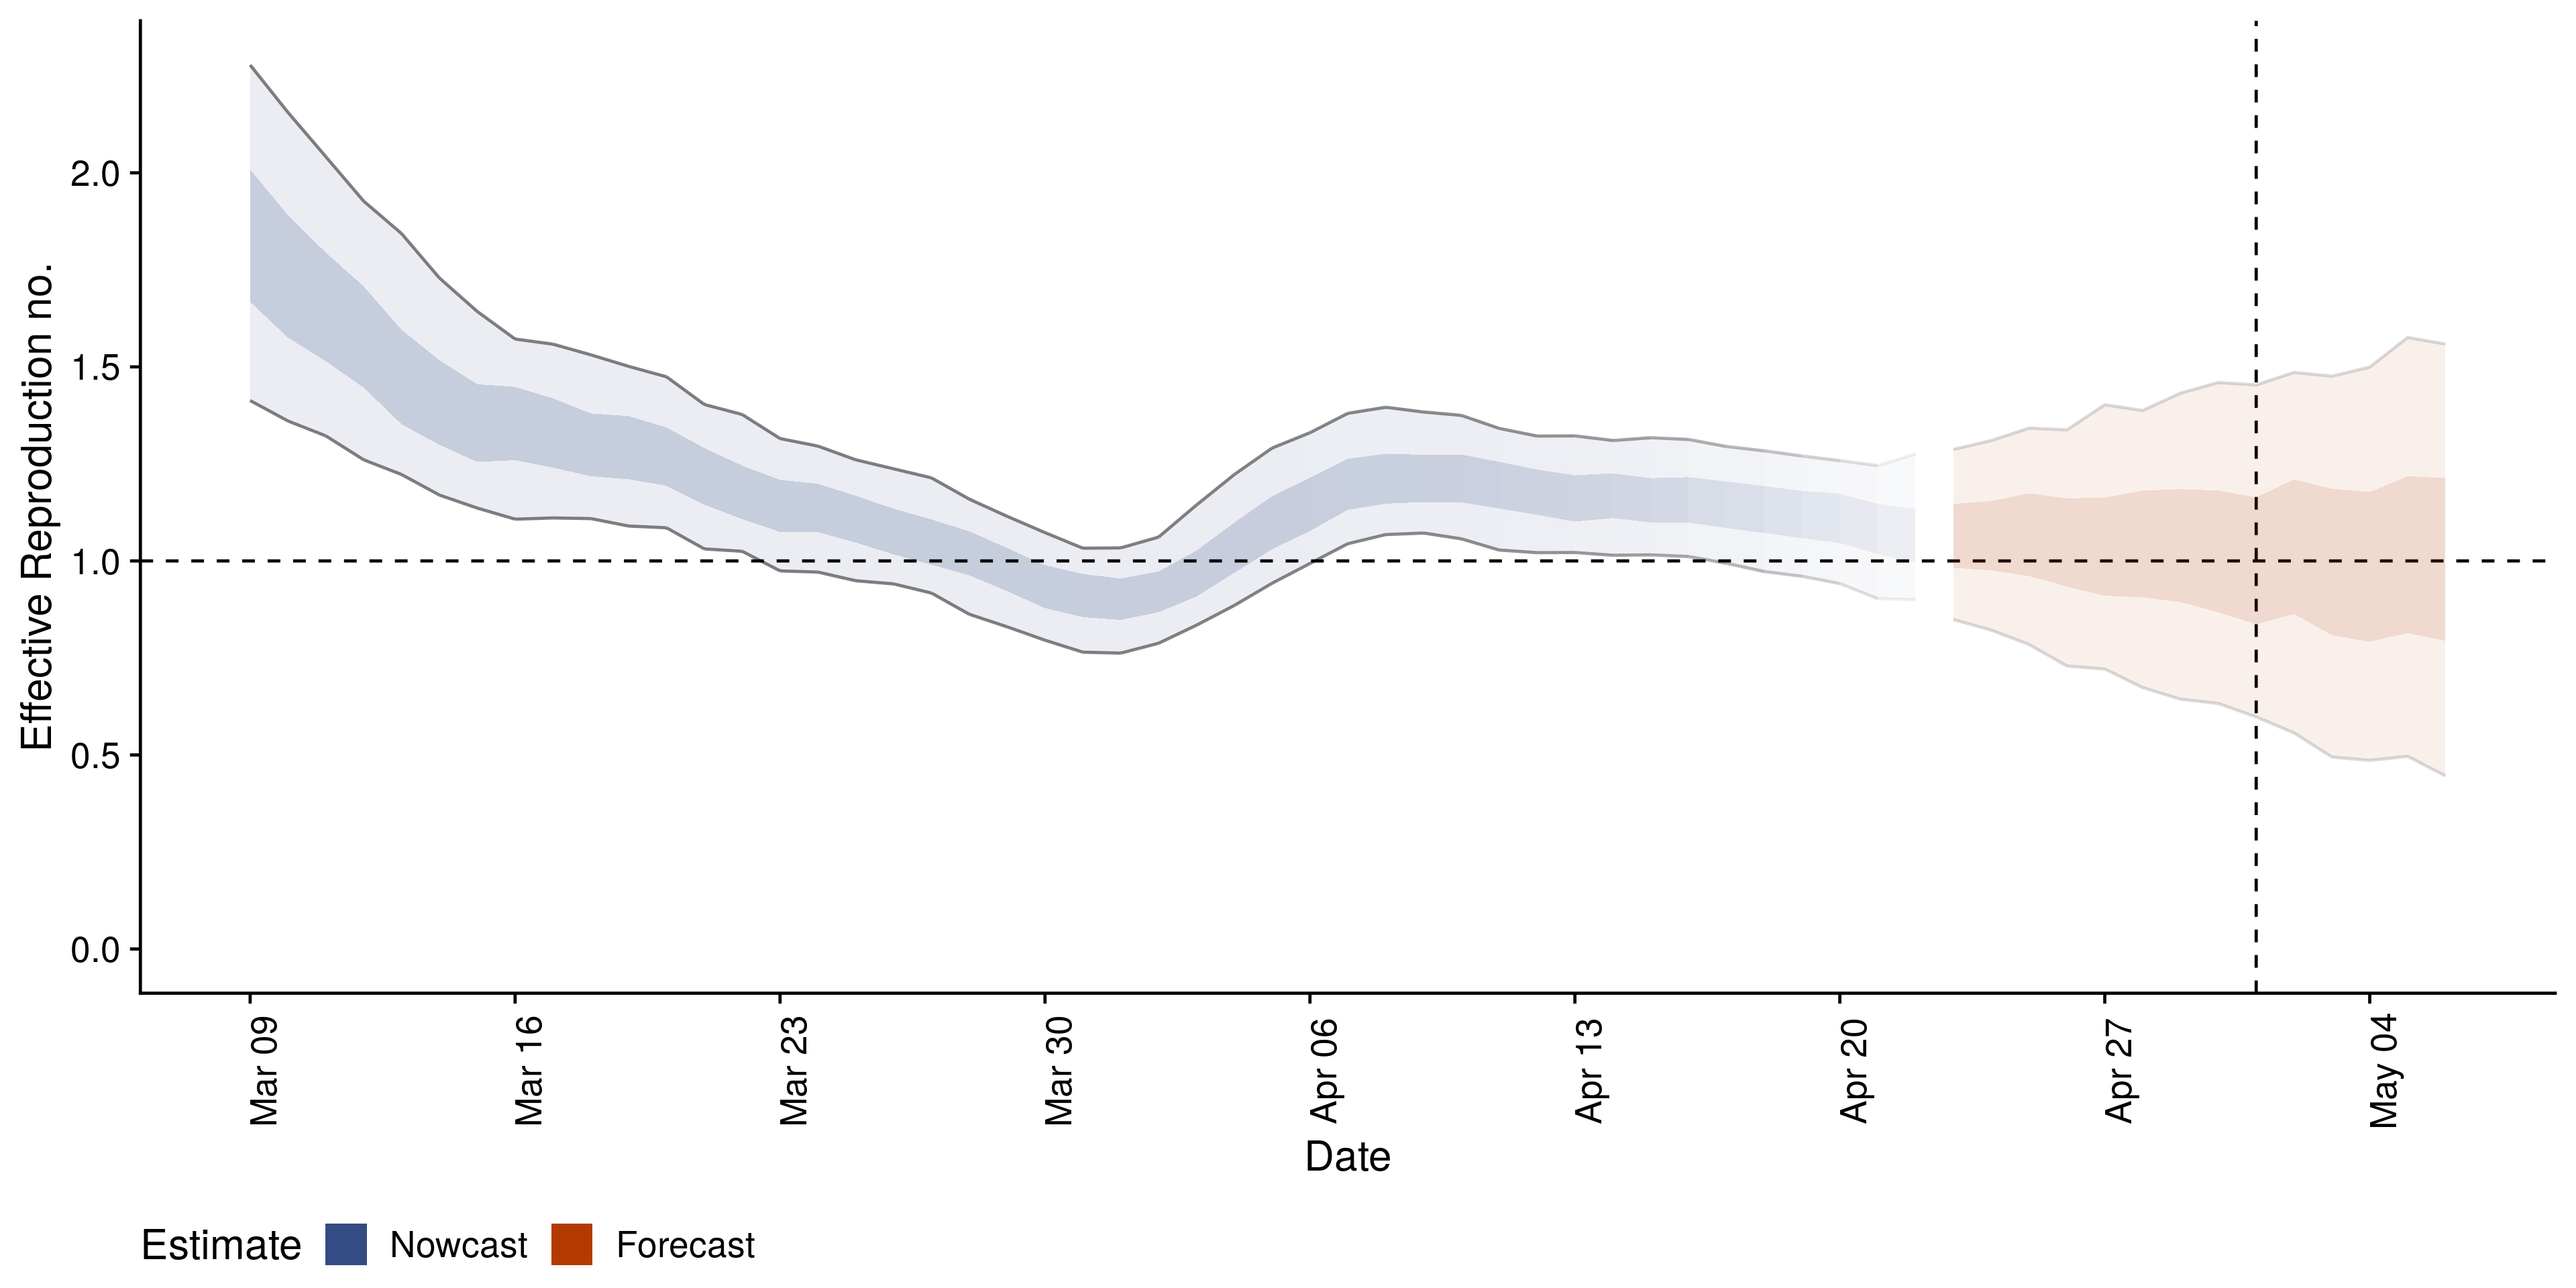 Effective Reproduction no.
2.0
1.5
1.0
0.5
0.0
Mar 09
Mar 16
Mar 23
Mar 30
Apr 06
Apr 13
Apr 20
Apr 27
May 04
Date
Estimate Nowcast Forecast